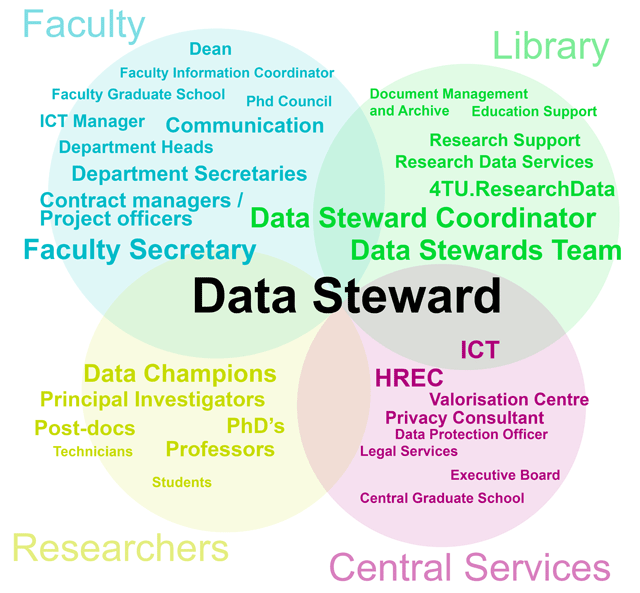 Faculty
Dean
Faculty Information Coordinator
Faculty Graduate School
Phd Council
ICT Manager
Communication
Department Heads
Department Secretaries
Contract managers /
Project officers
Faculty Secretary
Library
Document Management
and Archive
Education Support
Research Support
Research Data Services
4TU.ResearchData
Data Steward Coordinator
Data Stewards Team
Data Steward
Data Champions
Principal Investigators
Post-docs
PhD's
Technicians
Professors
Students
Researchers
ICT
HREC
Valorisation Centre
Privacy Consultant
Data Protection Officer
Legal Services
Executive Board
Central Graduate School
Central Services